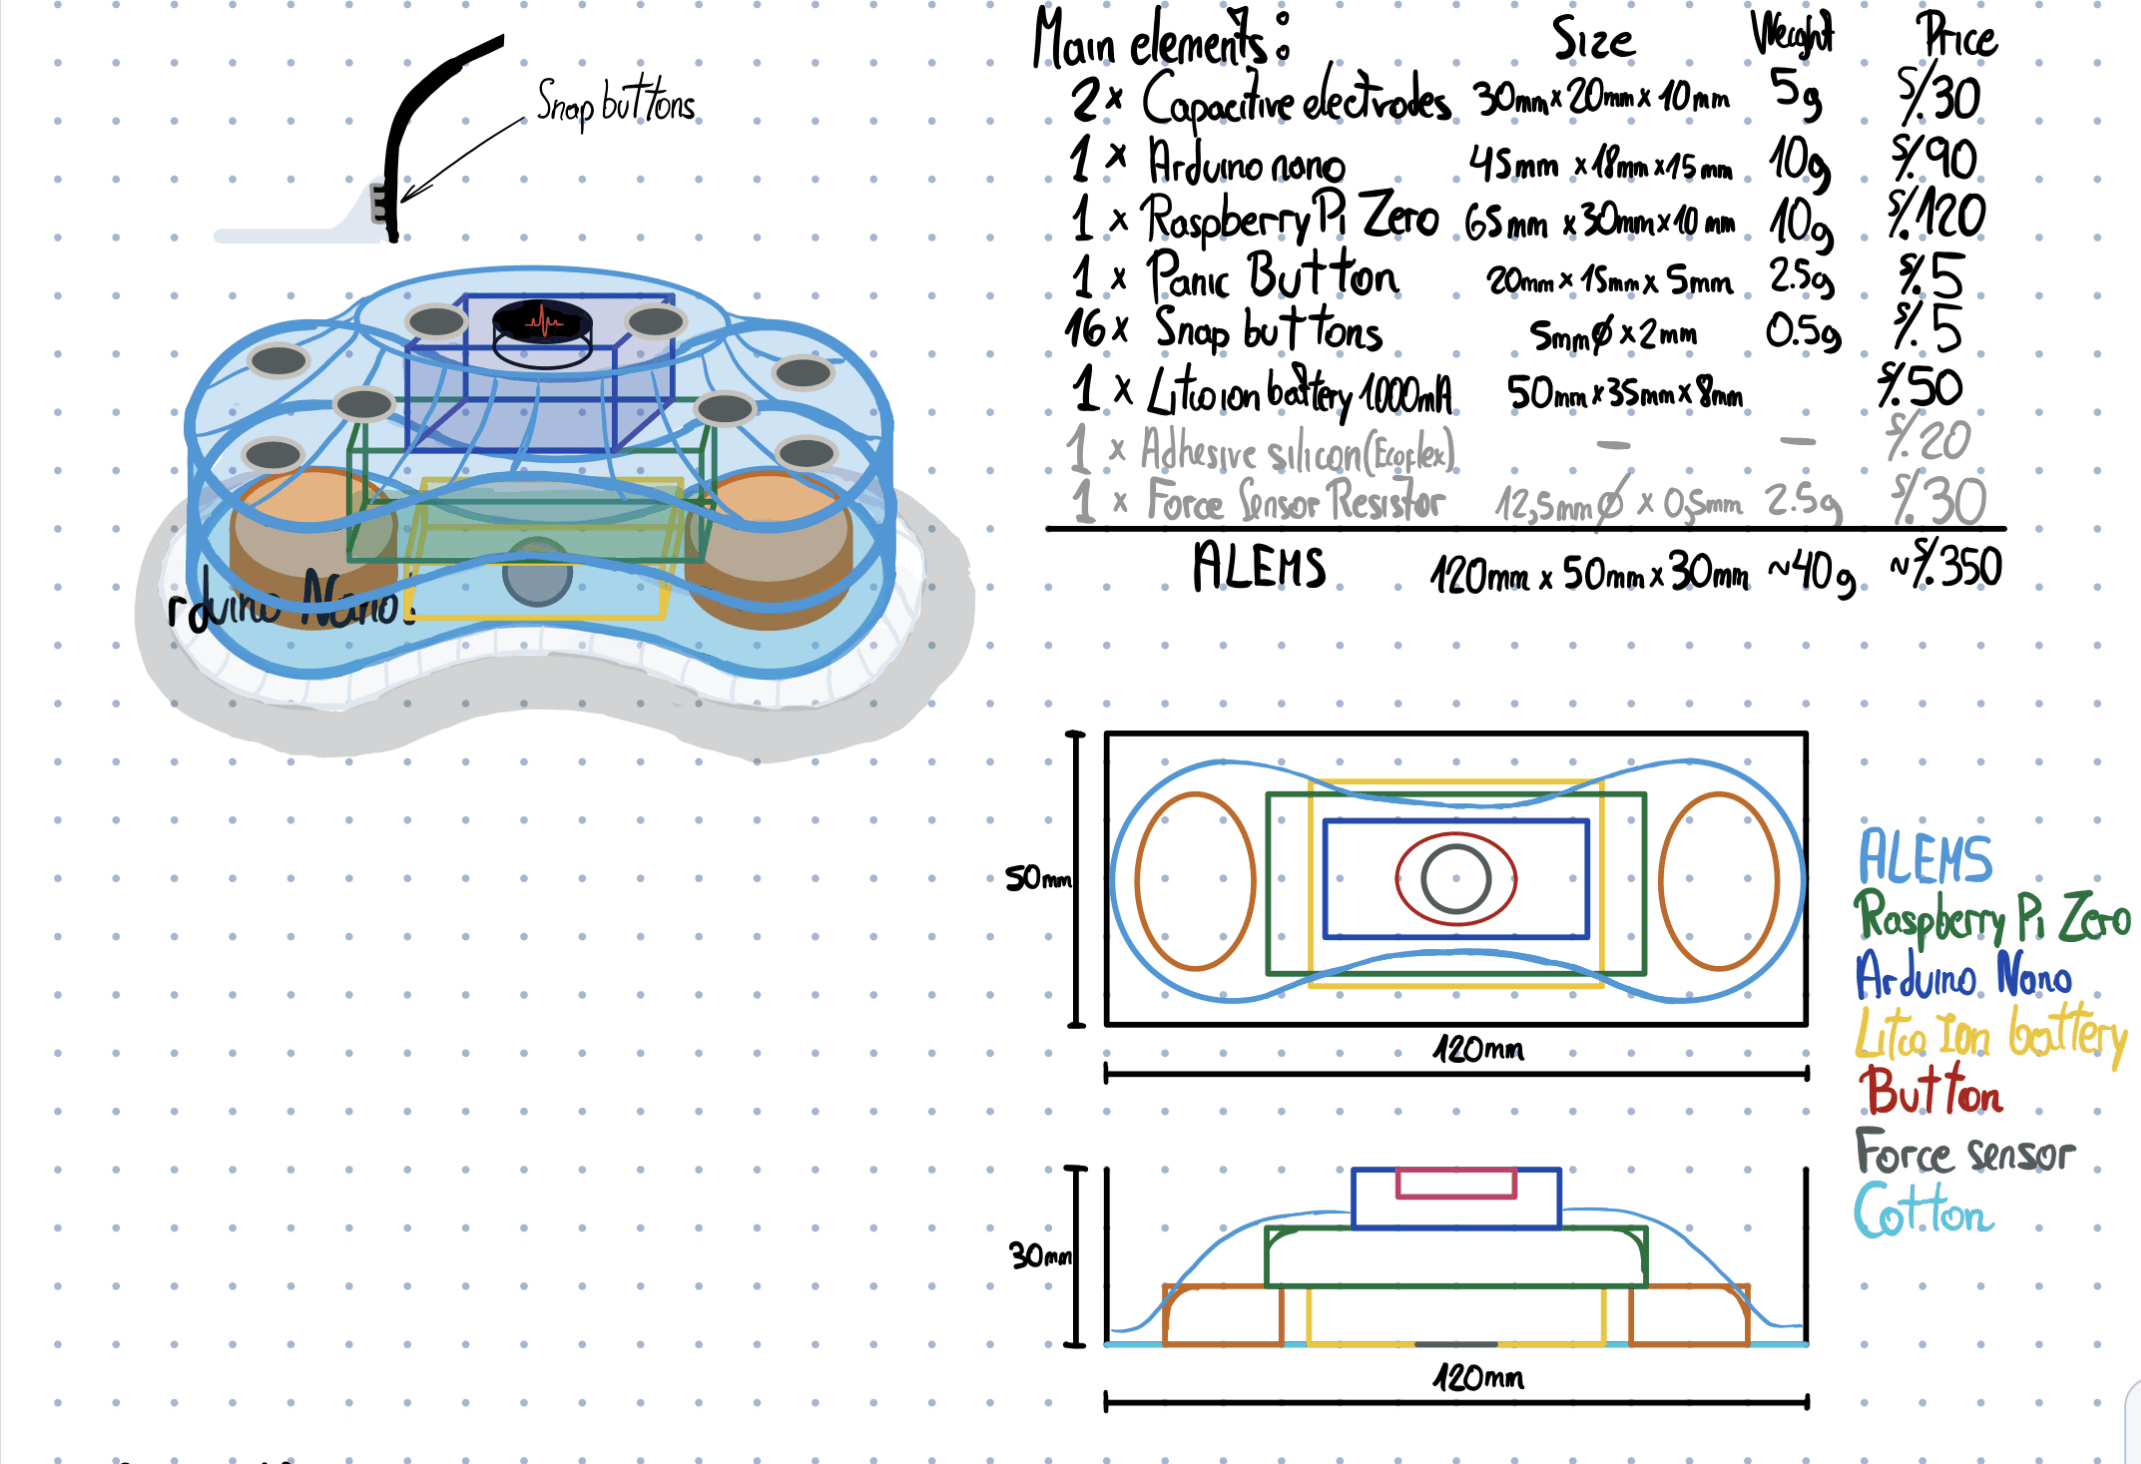 Snap buttons
Main elements: Size Weight Price
2x Capacitive electrodes 30mm x 20mm x 10mm 5g S/.30
1 x Arduino nano 45mm x 18mm x 15mm 10g S/.90
1 x Raspberry Pi Zero 65mm x 30mm x 10mm 10g S/.120
1 x Panic Button 20mm x 15mm x 5mm 2.5g S/.5
16x Snap buttons 5mmØ x 2mm 0.5g S/.5
1 x Litio ion battery 1000mA 50mm x 35mm x 8mm S/.50
1 x Adhesive silicon (Ecoflex) — — S/.20
1 x Force Sensor Resistor 12,5mm Ø x 0,5mm 2.5g S/.30
ALEMS 120mm x 50mm x 30mm ~40g ~S/.350
rduino Nano:
50mm
120mm
ALEMS
Raspberry Pi Zero
Arduino Nano
Litio Ion battery
Button
Force sensor
Cotton
30mm
120mm